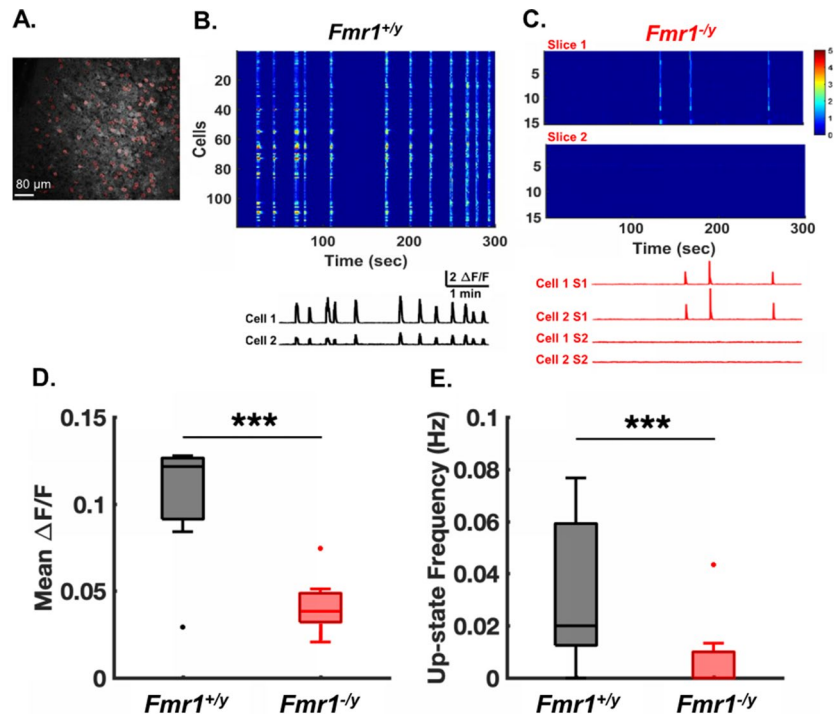 A.
80 µm
B.
Fmr1+/y
Cells
20
40
60
80
100
100
200
300
Time (sec)
2 ΔF/F
1 min
Cell 1
Cell 2
C.
Fmr1-/y
Slice 1
5
10
15
Slice 2
5
10
15
100
200
300
Time (sec)
5
4
3
2
1
0
Cell 1 S1
Cell 2 S1
Cell 1 S2
Cell 2 S2
D.
Mean ΔF/F
0.15
0.1
0.05
0
***
Fmr1+/y
Fmr1-/y
E.
Up-state Frequency (Hz)
0.1
0.08
0.06
0.04
0.02
0
***
Fmr1+/y
Fmr1-/y